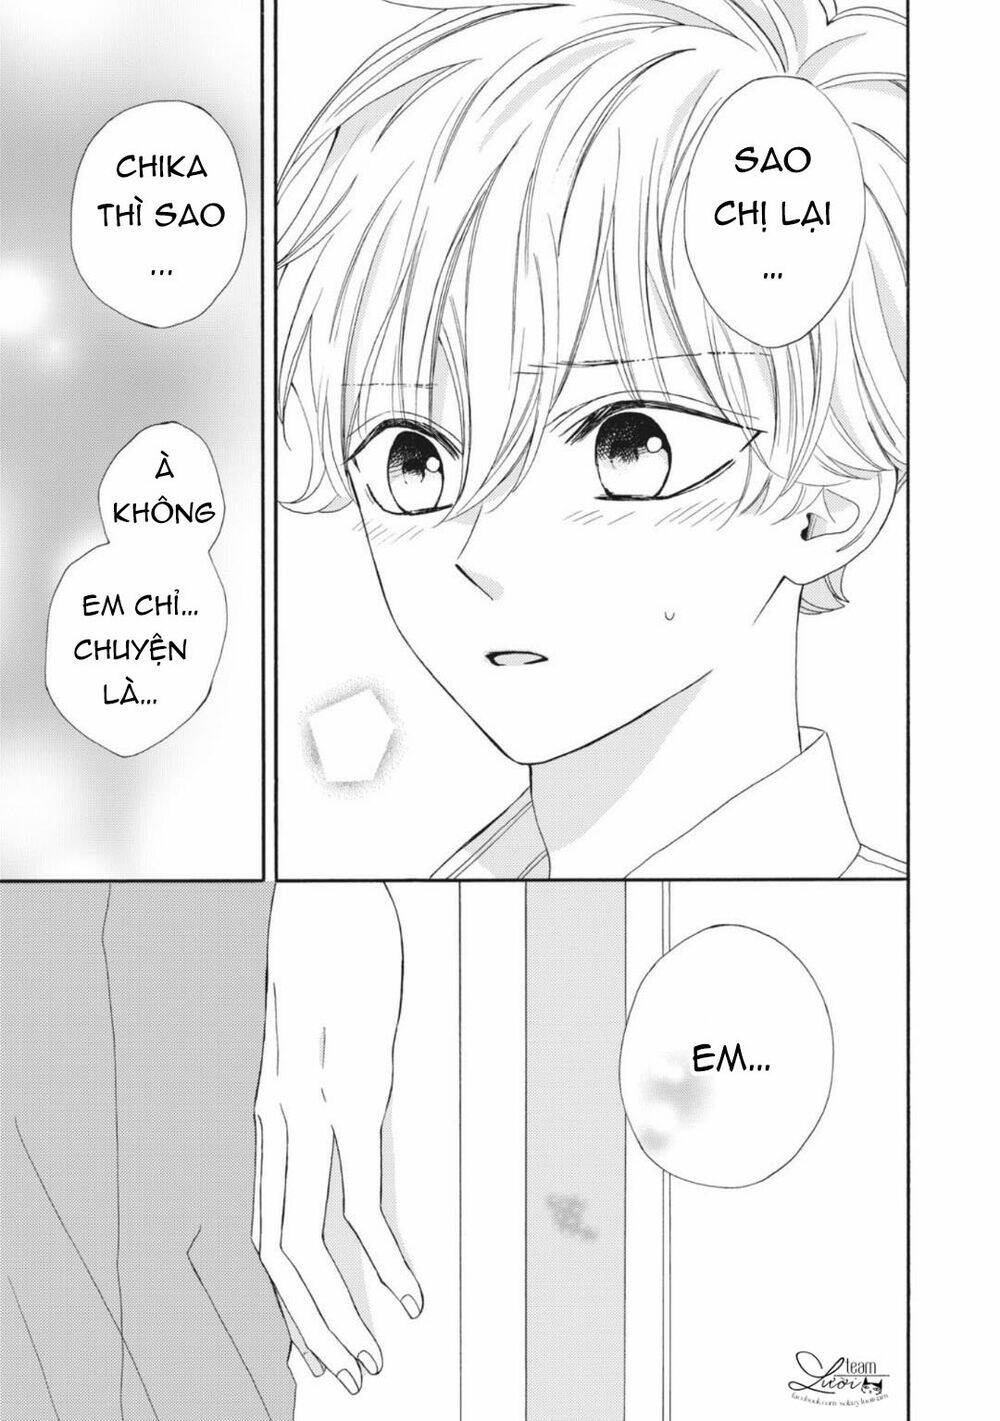 SAO
CHỊ LẠI
...
CHIKA
THÌ SAO
...
À
KHÔNG
EM CHỈ...
CHUYỆN
LÀ...
EM...
team
Lười